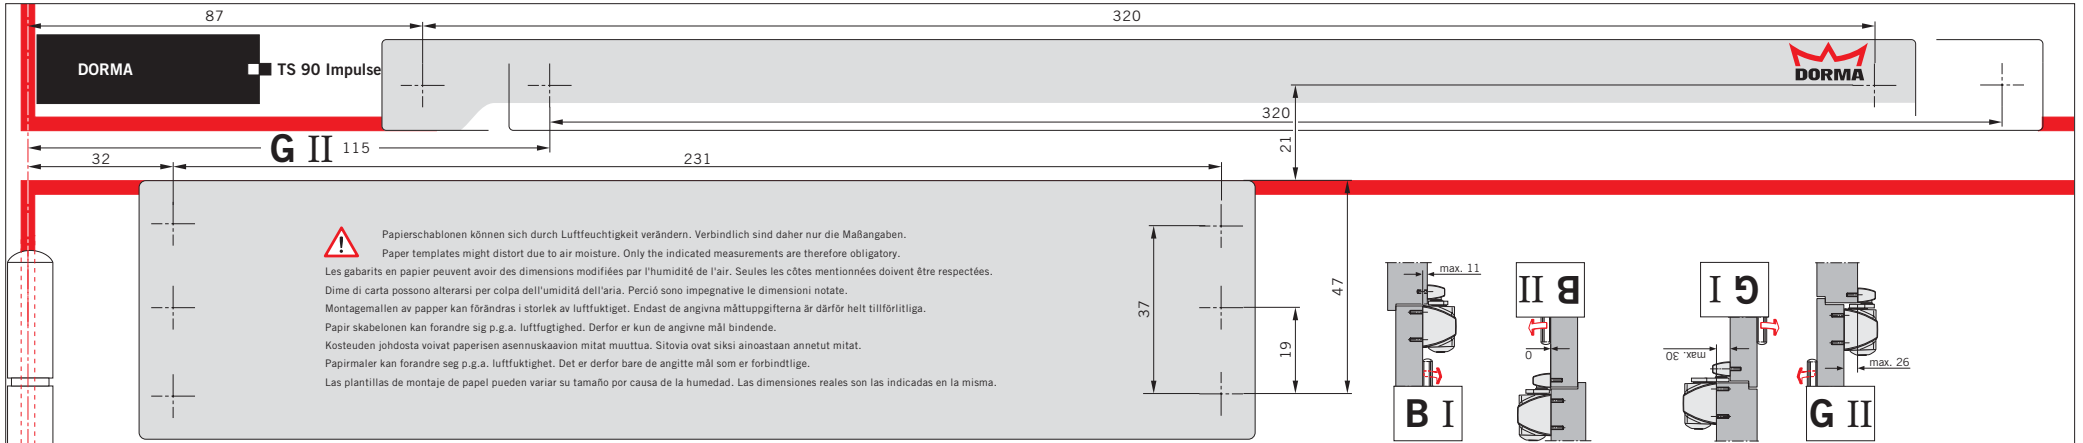 87
320
DORMA
TS 90 Impulse
DORMA
320
G II 115
21
32
231
Papierschablonen können sich durch Luftfeuchtigkeit verändern. Verbindlich sind daher nur die Maßangaben.
Paper templates might distort due to air moisture. Only the indicated measurements are therefore obligatory.
Les gabarits en papier peuvent avoir des dimensions modifiées par l'humidité de l'air. Seules les côtes mentionnées doivent être respectées.
Dime di carta possono alterarsi per colpa dell'umiditá dell'aria. Perció sono impegnative le dimensioni notate.
Montagemallen av papper kan förändras i storlek av luftfuktiget. Endast de angivna måttuppgifterna är därför helt tillförlitliga.
Papir skabelonen kan forandre sig p.g.a. luftfugtighed. Derfor er kun de angivne mål bindende.
Kosteuden johdosta voivat paperisen asennuskaavion mitat muuttua. Sitovia ovat siksi ainoastaan annetut mitat.
Papirmaler kan forandre seg p.g.a. luftfuktighet. Det er derfor bare de angitte mål som er forbindtlige.
Las plantillas de montaje de papel pueden variar su tamaño por causa de la humedad. Las dimensiones reales son las indicadas en la misma.
37
19
47
max. 11
B I
B II
0
G I
max. 30
max. 26
G II